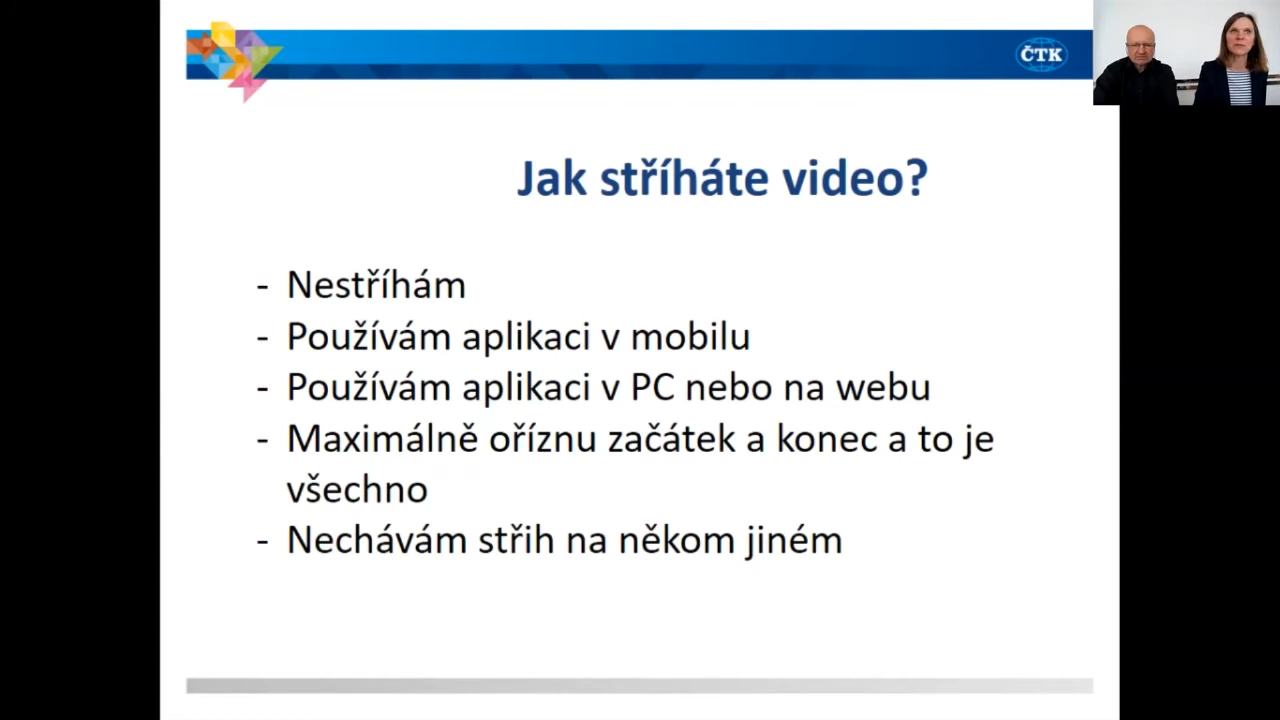 ČTK
Jak stříháte video?
- Nestříhám
- Používám aplikaci v mobilu
- Používám aplikaci v PC nebo na webu
- Maximálně oříznu začátek a konec a to je
všechno
- Nechávám střih na někom jiném